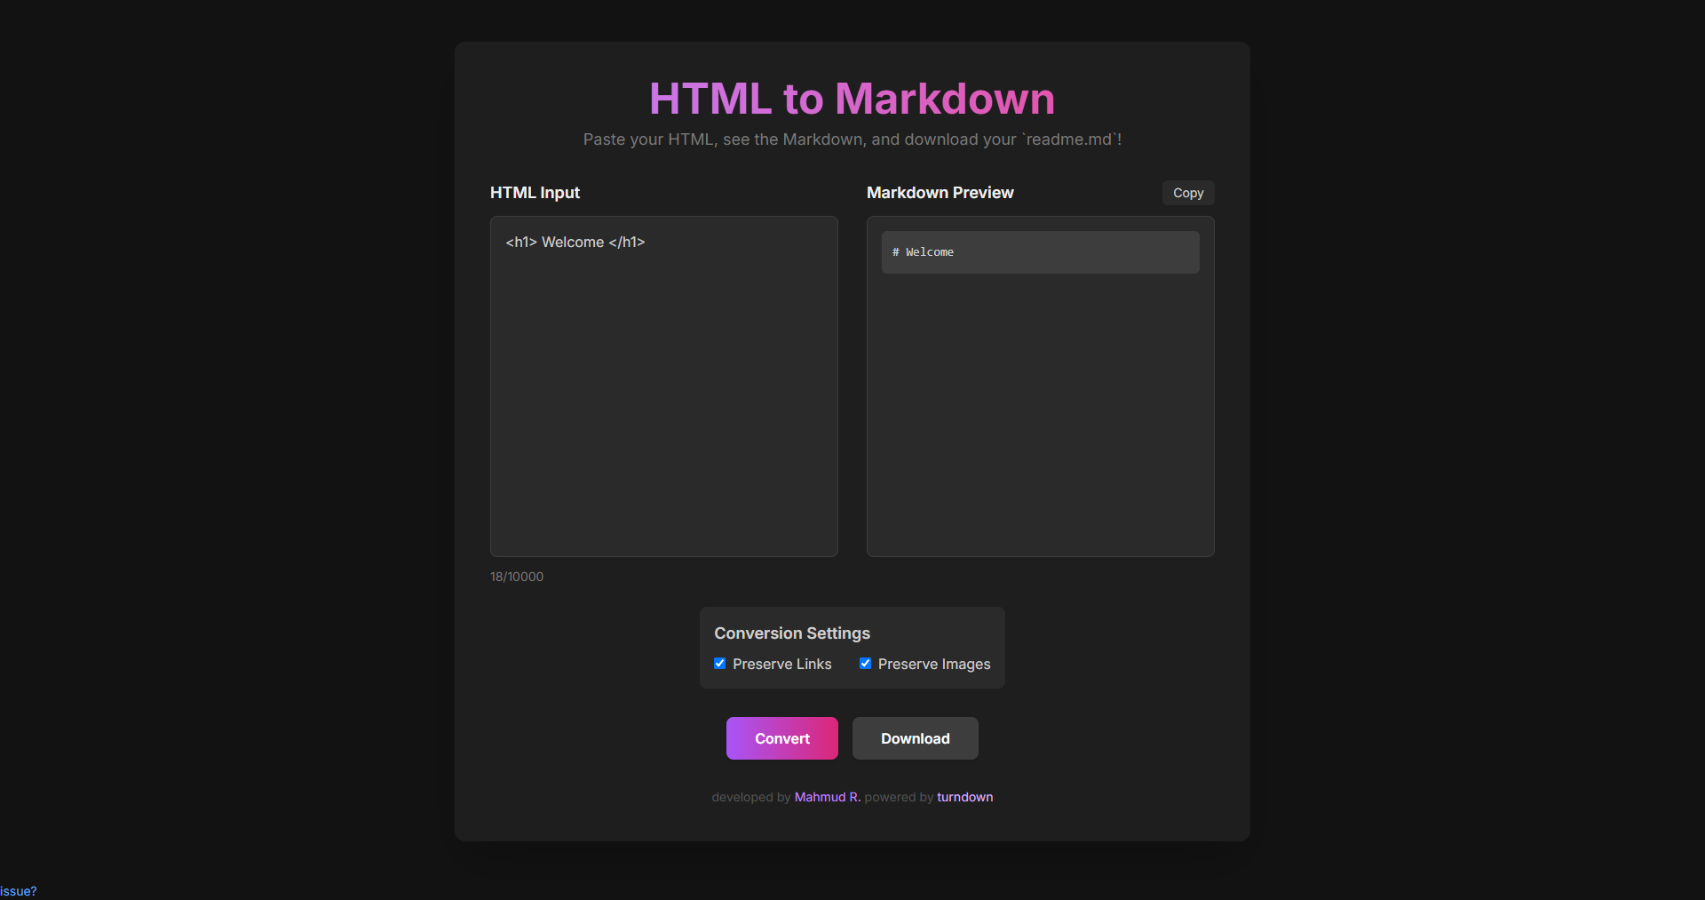 HTML to Markdown
Paste your HTML, see the Markdown, and download your `readme.md`!
HTML Input
<h1> Welcome </h1>
18/10000
Markdown Preview
Copy
# Welcome
Conversion Settings
Preserve Links
Preserve Images
Convert
Download
developed by Mahmud R. powered by turndown
issue?